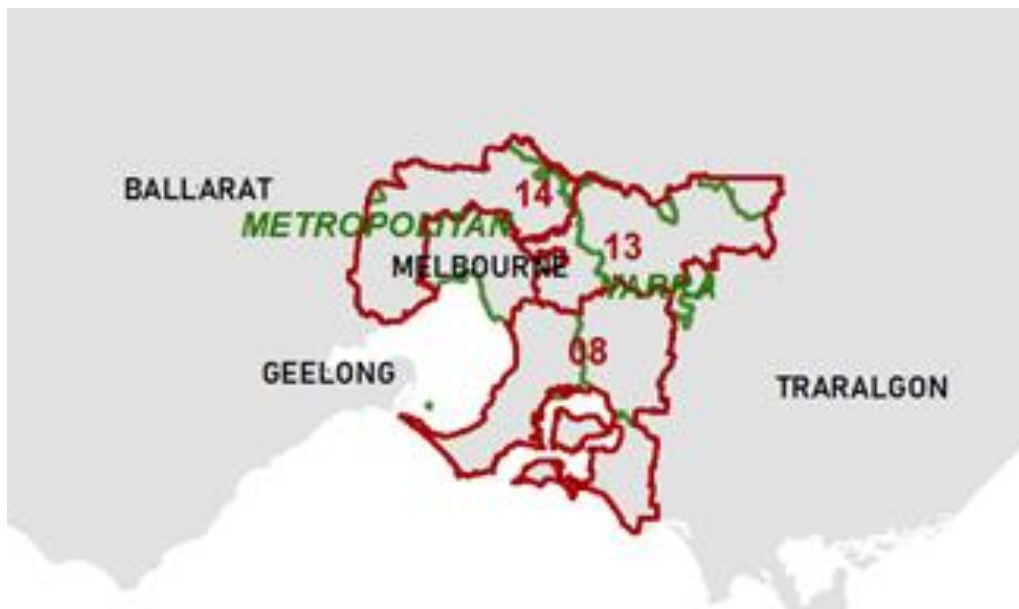 BALLARAT
14
METROPOLITAN
13
MELBOURNE
YARRA
08
GEELONG
TRARALGON